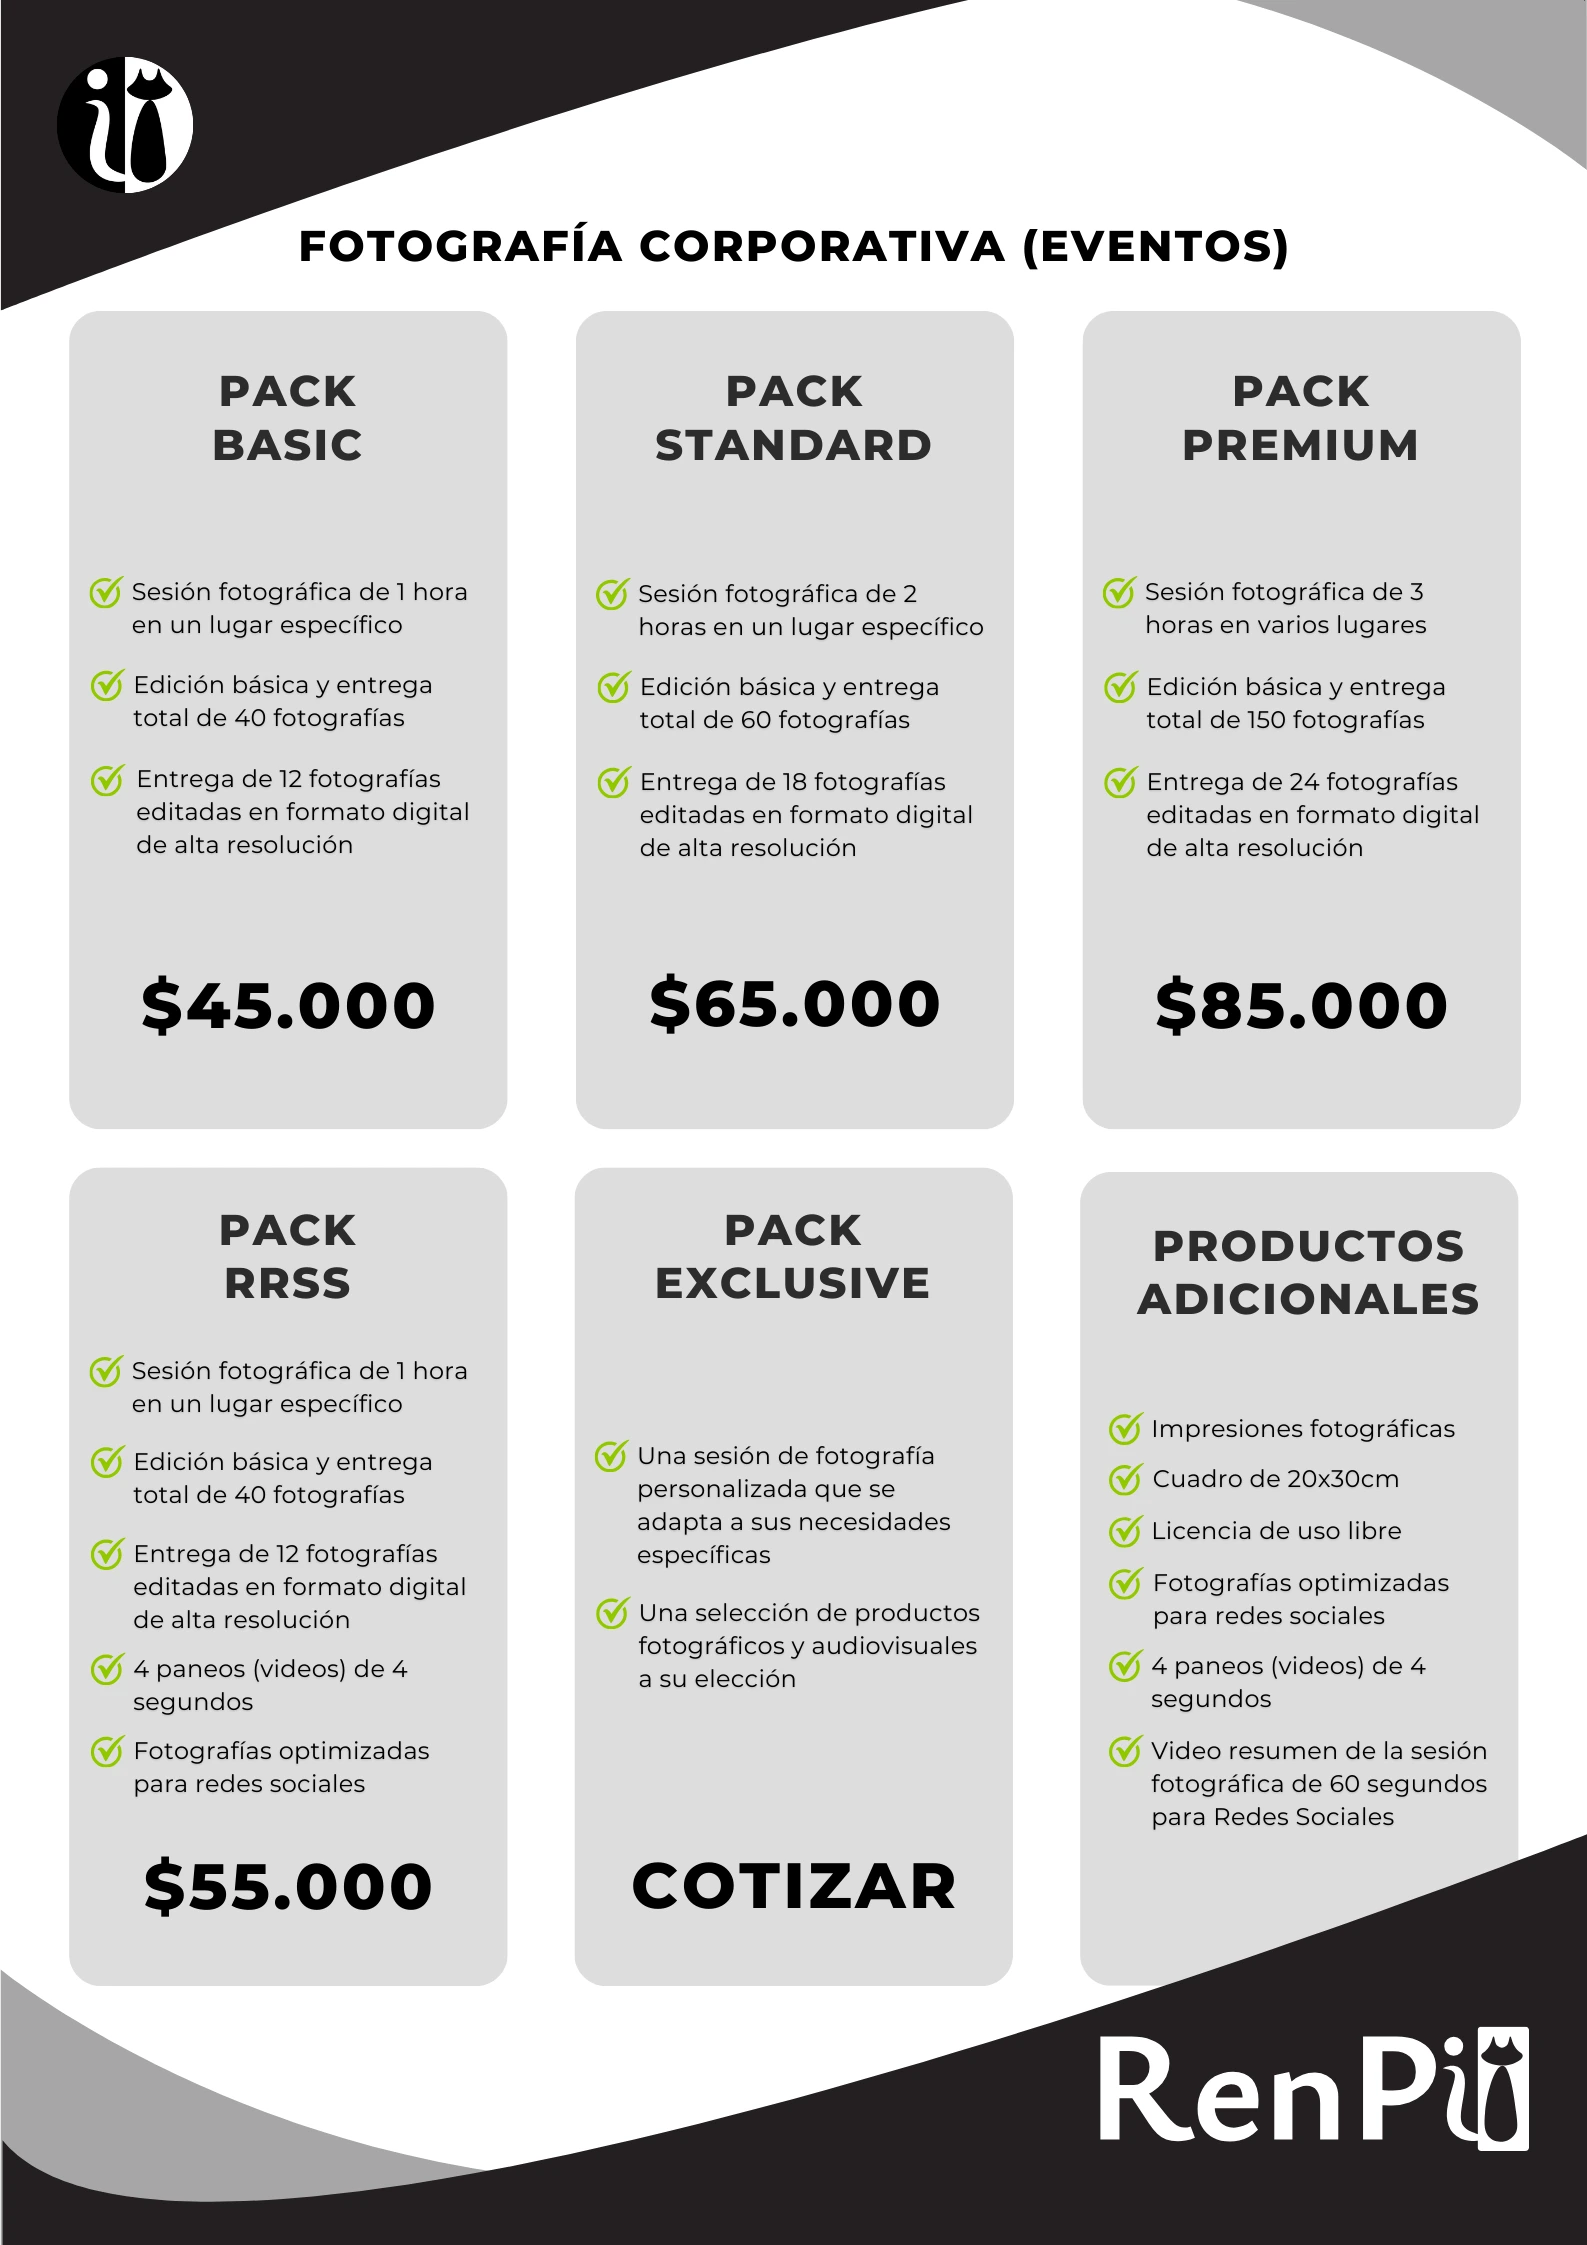 FOTOGRAFÍA CORPORATIVA (EVENTOS)
PACK
BASIC
Sesión fotográfica de 1 hora
en un lugar específico
Edición básica y entrega
total de 40 fotografías
Entrega de 12 fotografías
editadas en formato digital
de alta resolución
$45.000
PACK
STANDARD
Sesión fotográfica de 2
horas en un lugar específico
Edición básica y entrega
total de 60 fotografías
Entrega de 18 fotografías
editadas en formato digital
de alta resolución
$65.000
PACK
PREMIUM
Sesión fotográfica de 3
horas en varios lugares
Edición básica y entrega
total de 150 fotografías
Entrega de 24 fotografías
editadas en formato digital
de alta resolución
$85.000
PACK
RRSS
Sesión fotográfica de 1 hora
en un lugar específico
Edición básica y entrega
total de 40 fotografías
Entrega de 12 fotografías
editadas en formato digital
de alta resolución
4 paneos (videos) de 4
segundos
Fotografías optimizadas
para redes sociales
$55.000
PACK
EXCLUSIVE
Una sesión de fotografía
personalizada que se
adapta a sus necesidades
específicas
Una selección de productos
fotográficos y audiovisuales
a su elección
COTIZAR
PRODUCTOS
ADICIONALES
Impresiones fotográficas
Cuadro de 20x30cm
Licencia de uso libre
Fotografías optimizadas
para redes sociales
4 paneos (videos) de 4
segundos
Video resumen de la sesión
fotográfica de 60 segundos
para Redes Sociales
RenPi